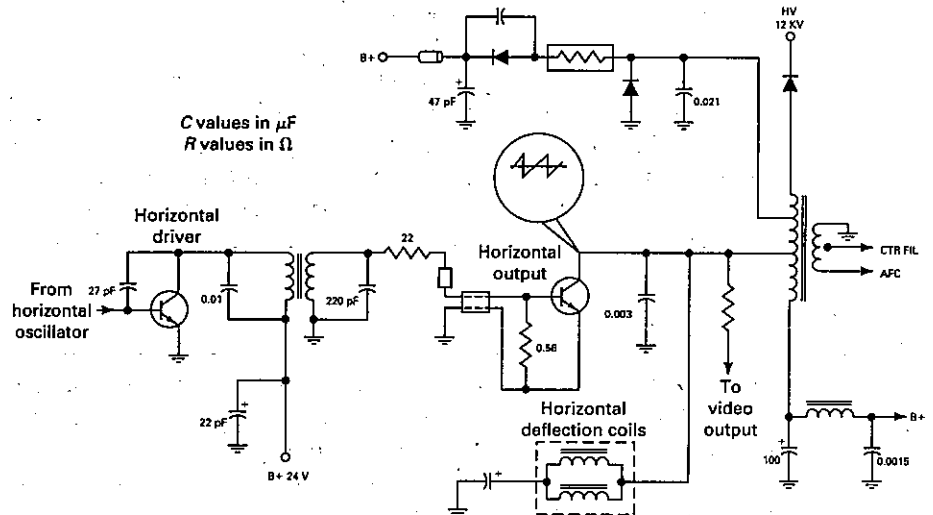 HV
12 KV
B+
47 pF
0.021
C values in μF
R values in Ω
Horizontal
driver
22
Horizontal
output
CTR FIL
AFC
From
horizontal
oscillator
27 pF
0.01
220 pF
0.003
0.56
To
video
output
22 pF
Horizontal
deflection coils
B+
100
0.0015
B+ 24 V